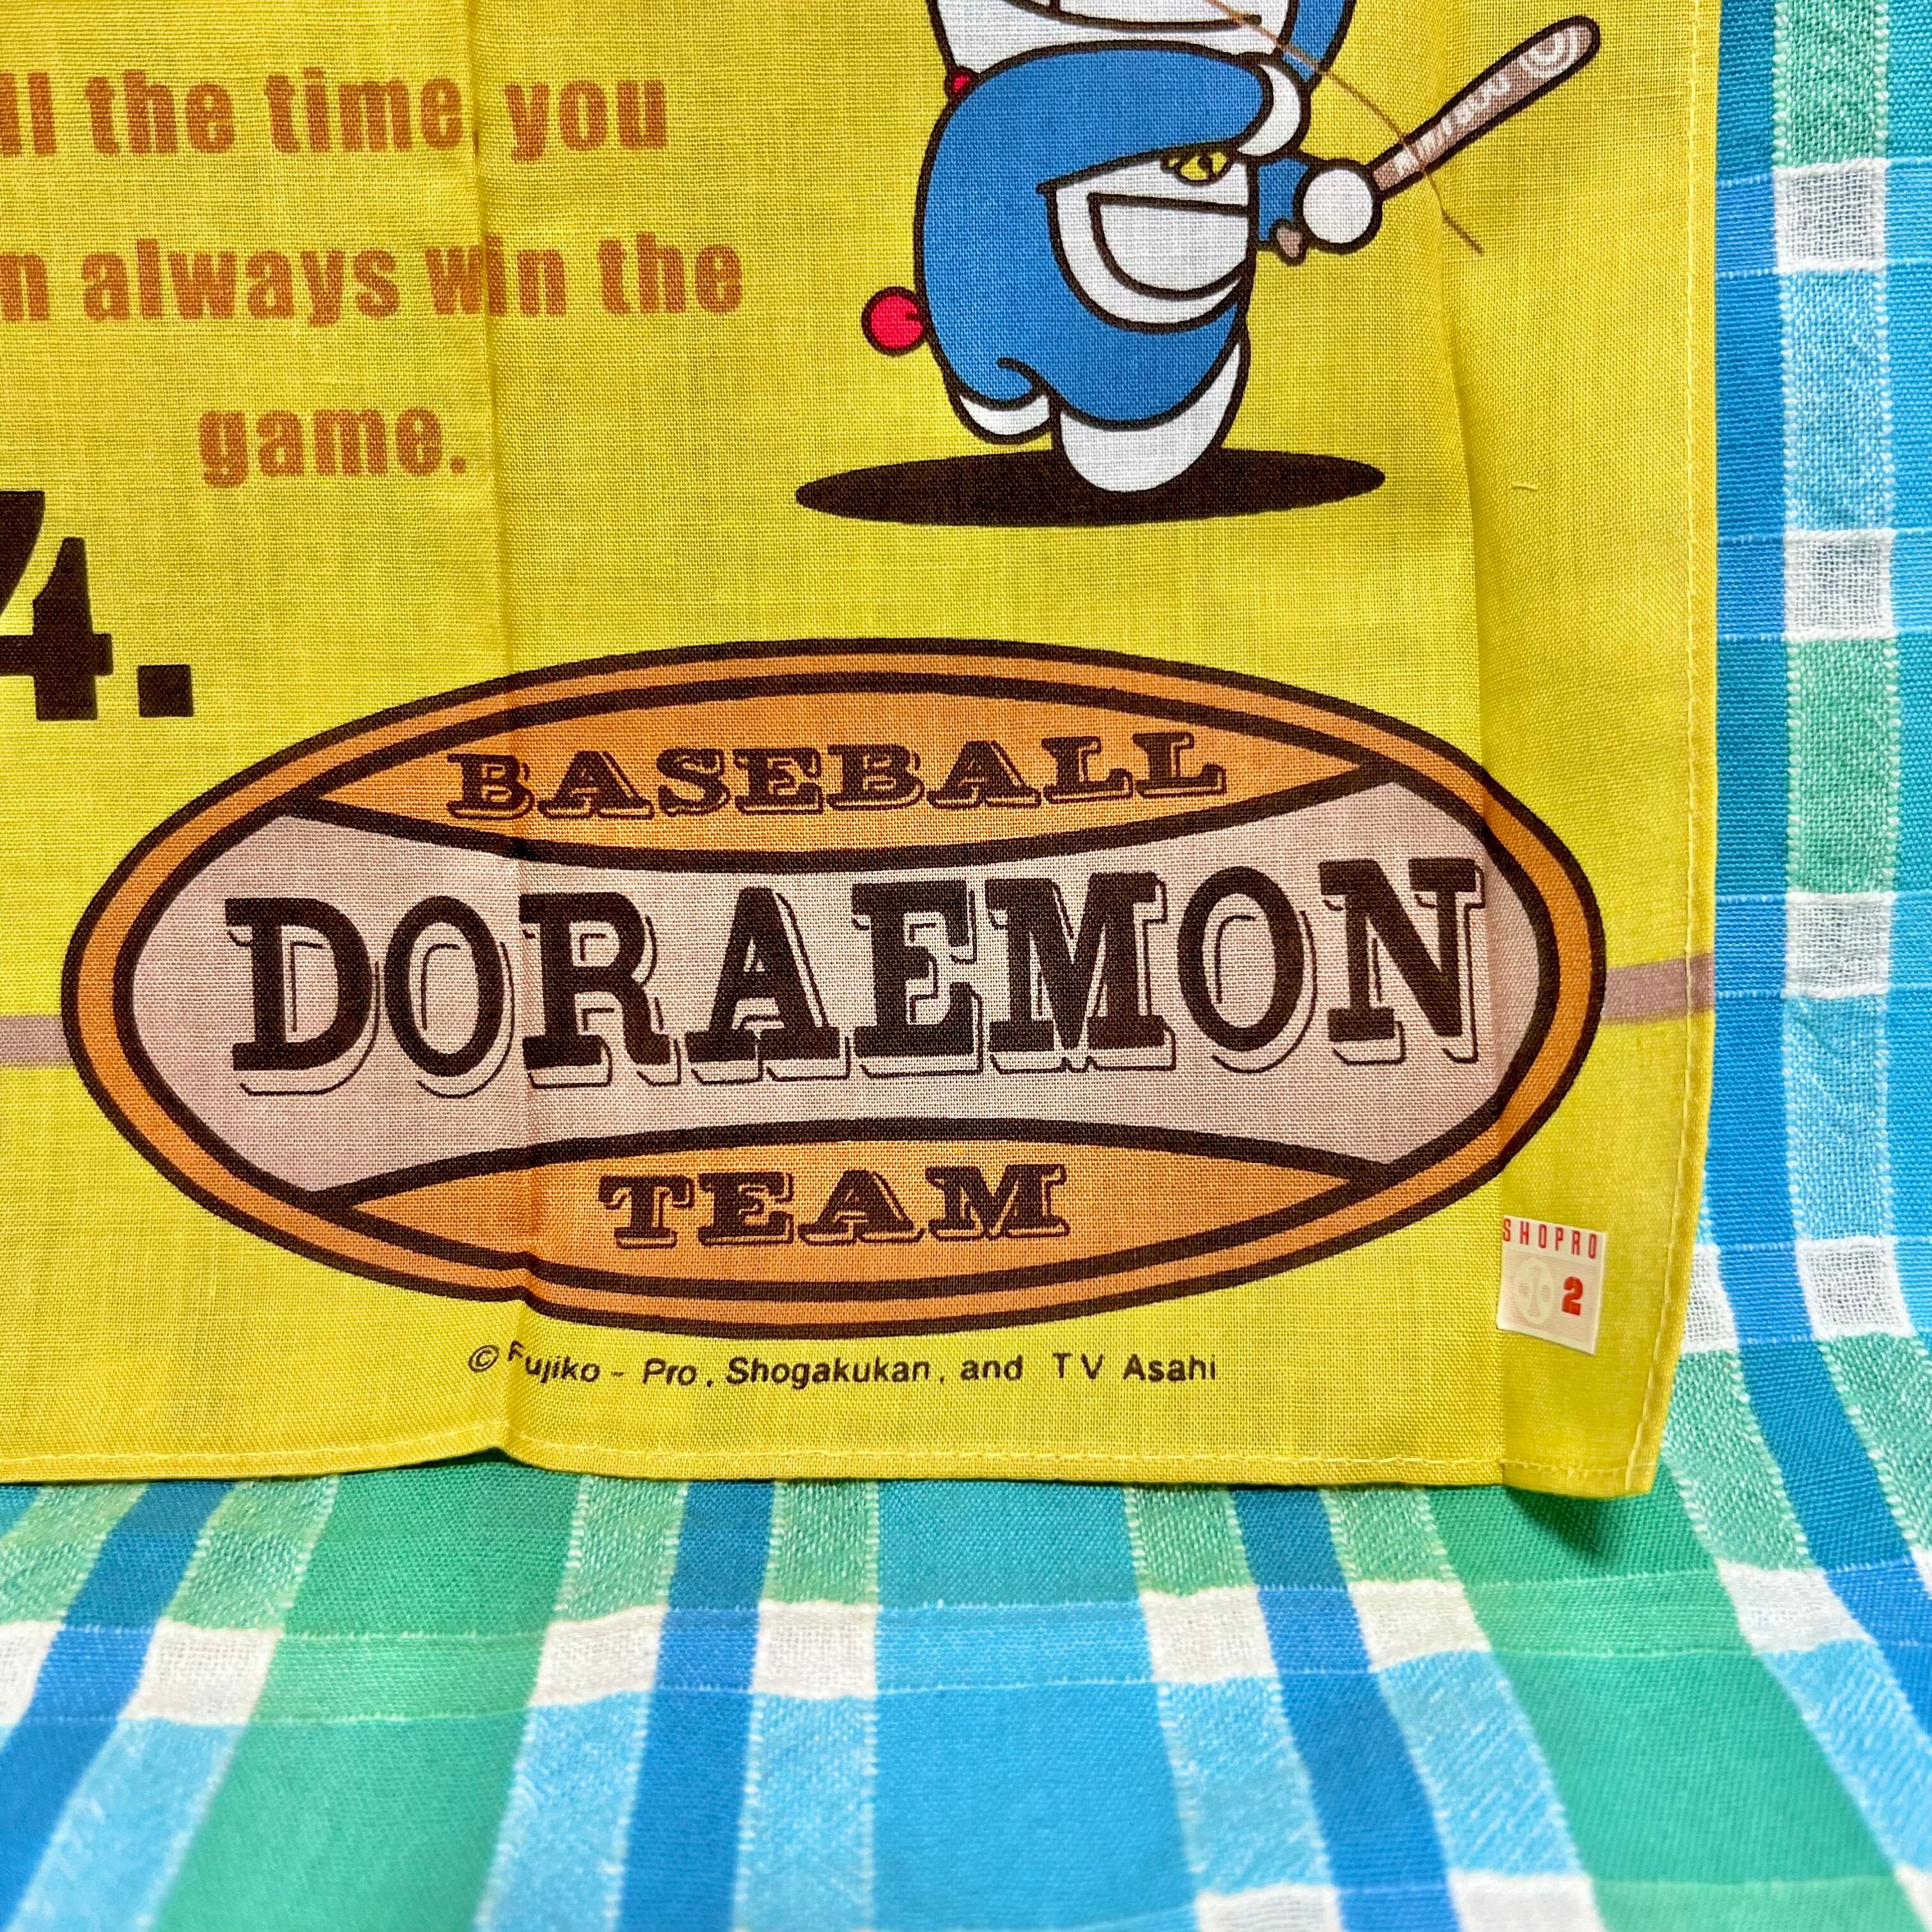 the time, you
always win the
game.
4.
BASEBALL
DORAEMON
TEAM
SHOPRO
2
© Fujiko - Pro, Shogakukan, and TV Asahi